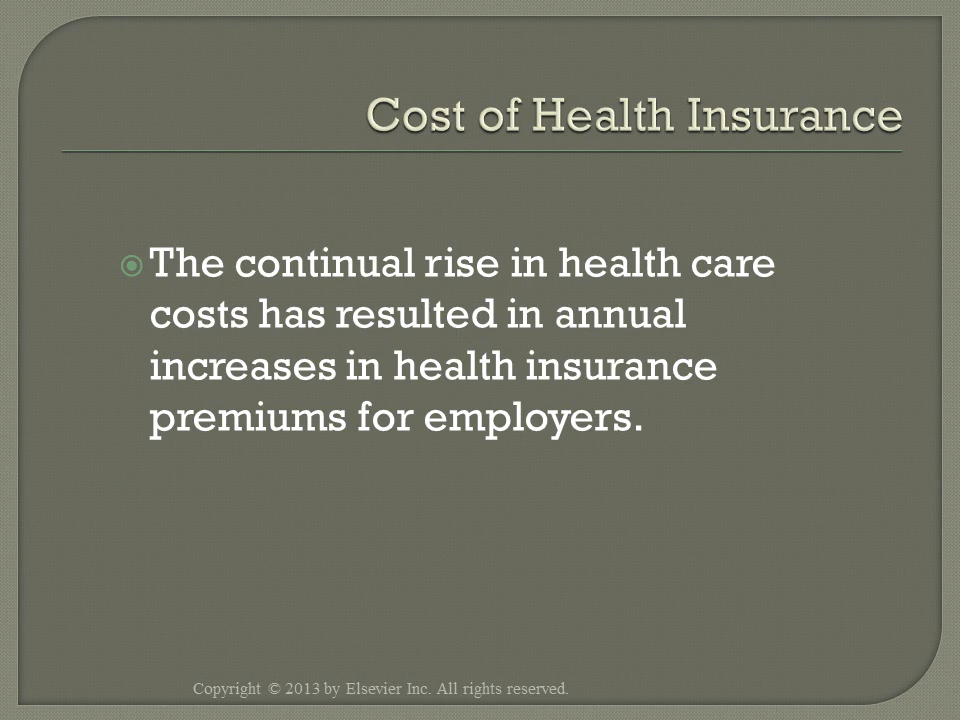 Cost of Health Insurance
The continual rise in health care
costs has resulted in annual
increases in health insurance
premiums for employers.
Copyright © 2013 by Elsevier Inc. All rights reserved.